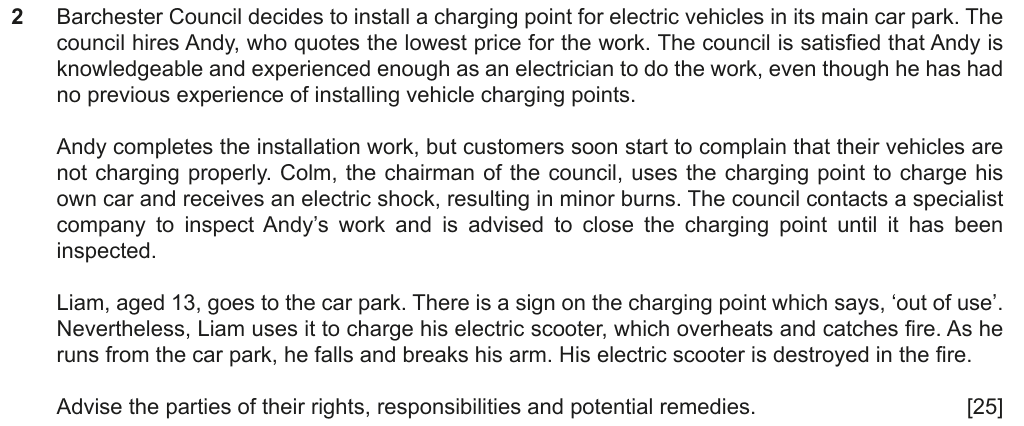 2 Barchester Council decides to install a charging point for electric vehicles in its main car park. The
council hires Andy, who quotes the lowest price for the work. The council is satisfied that Andy is
knowledgeable and experienced enough as an electrician to do the work, even though he has had
no previous experience of installing vehicle charging points.
Andy completes the installation work, but customers soon start to complain that their vehicles are
not charging properly. Colm, the chairman of the council, uses the charging point to charge his
own car and receives an electric shock, resulting in minor burns. The council contacts a specialist
company to inspect Andy’s work and is advised to close the charging point until it has been
inspected.
Liam, aged 13, goes to the car park. There is a sign on the charging point which says, ‘out of use’.
Nevertheless, Liam uses it to charge his electric scooter, which overheats and catches fire. As he
runs from the car park, he falls and breaks his arm. His electric scooter is destroyed in the fire.
Advise the parties of their rights, responsibilities and potential remedies. [25]